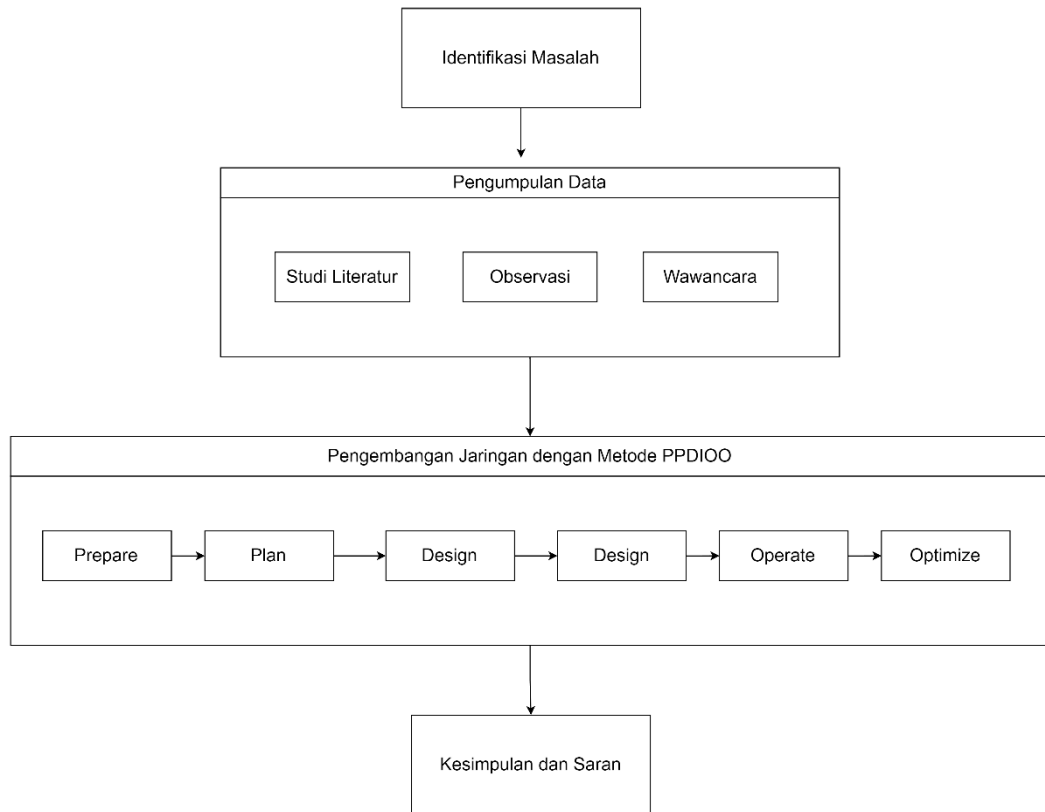 Identifikasi Masalah
Pengumpulan Data
Studi Literatur
Observasi
Wawancara
Pengembangan Jaringan dengan Metode PPDIOO
Prepare
Plan
Design
Design
Operate
Optimize
Kesimpulan dan Saran